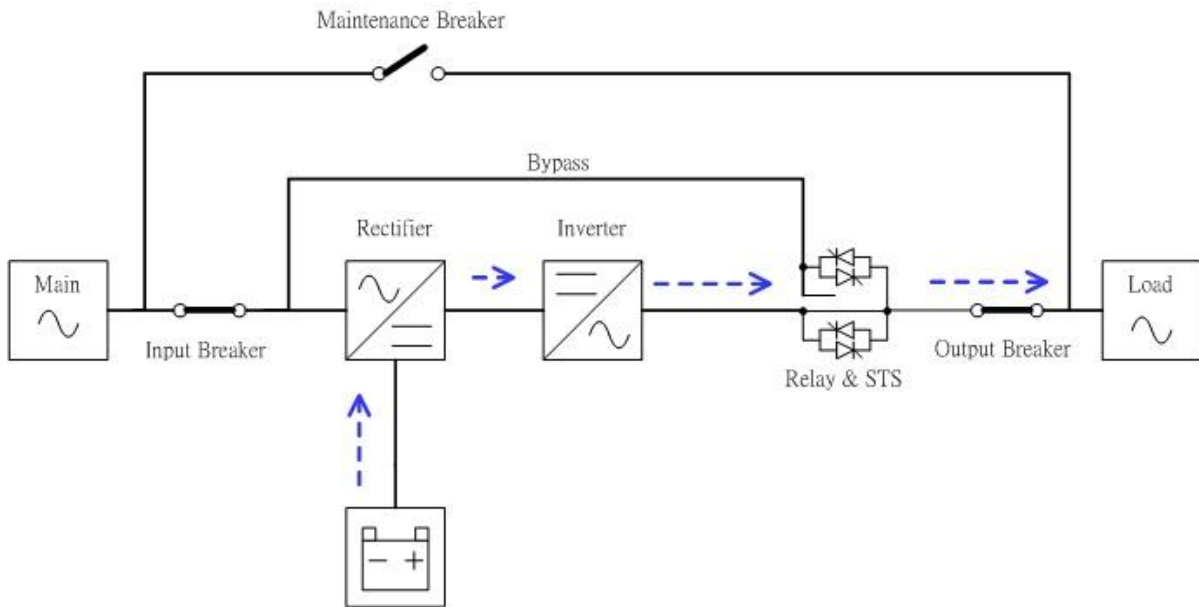 Maintenance Breaker
Bypass
Rectifier
Inverter
Main
Load
Input Breaker
Output Breaker
Relay & STS